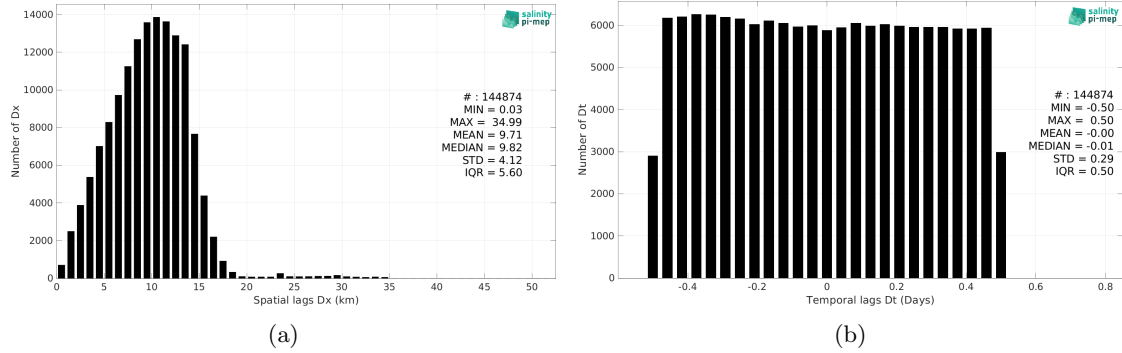 14000
12000
10000
8000
6000
4000
2000
0
Number of Dx
0 5 10 15 20 25 30 35 40 45 50
Spatial lags Dx (km)
salinity
pi-mep
# : 144874
MIN = 0.03
MAX = 34.99
MEAN = 9.71
MEDIAN = 9.82
STD = 4.12
IQR = 5.60
(a)
6000
5000
4000
3000
2000
1000
0
Number of Dt
-0.4 -0.2 0 0.2 0.4 0.6 0.8
Temporal lags Dt (Days)
salinity
pi-mep
# : 144874
MIN = -0.50
MAX = 0.50
MEAN = -0.00
MEDIAN = -0.01
STD = 0.29
IQR = 0.50
(b)